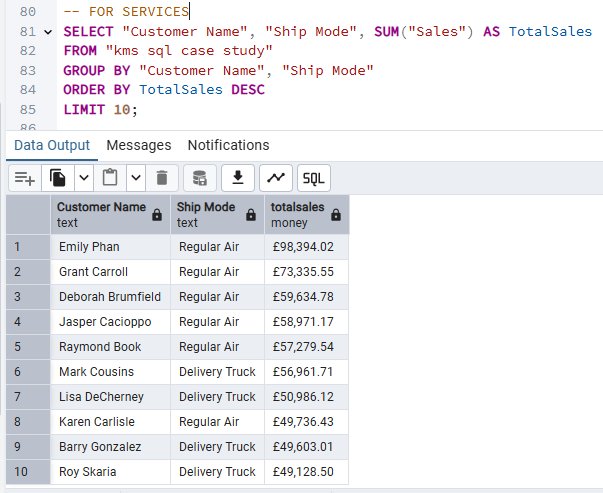 80 -- FOR SERVICES
81 SELECT "Customer Name", "Ship Mode", SUM("Sales") AS TotalSales
82 FROM "kms sql case study"
83 GROUP BY "Customer Name", "Ship Mode"
84 ORDER BY TotalSales DESC
85 LIMIT 10;
86
Data Output Messages Notifications
SQL
Customer Name text Ship Mode text totalsales money
1 Emily Phan Regular Air £98,394.02
2 Grant Carroll Regular Air £73,335.55
3 Deborah Brumfield Regular Air £59,634.78
4 Jasper Cacioppo Regular Air £58,971.17
5 Raymond Book Regular Air £57,279.54
6 Mark Cousins Delivery Truck £56,961.71
7 Lisa DeCherney Delivery Truck £50,986.12
8 Karen Carlisle Regular Air £49,736.43
9 Barry Gonzalez Delivery Truck £49,603.01
10 Roy Skaria Delivery Truck £49,128.50